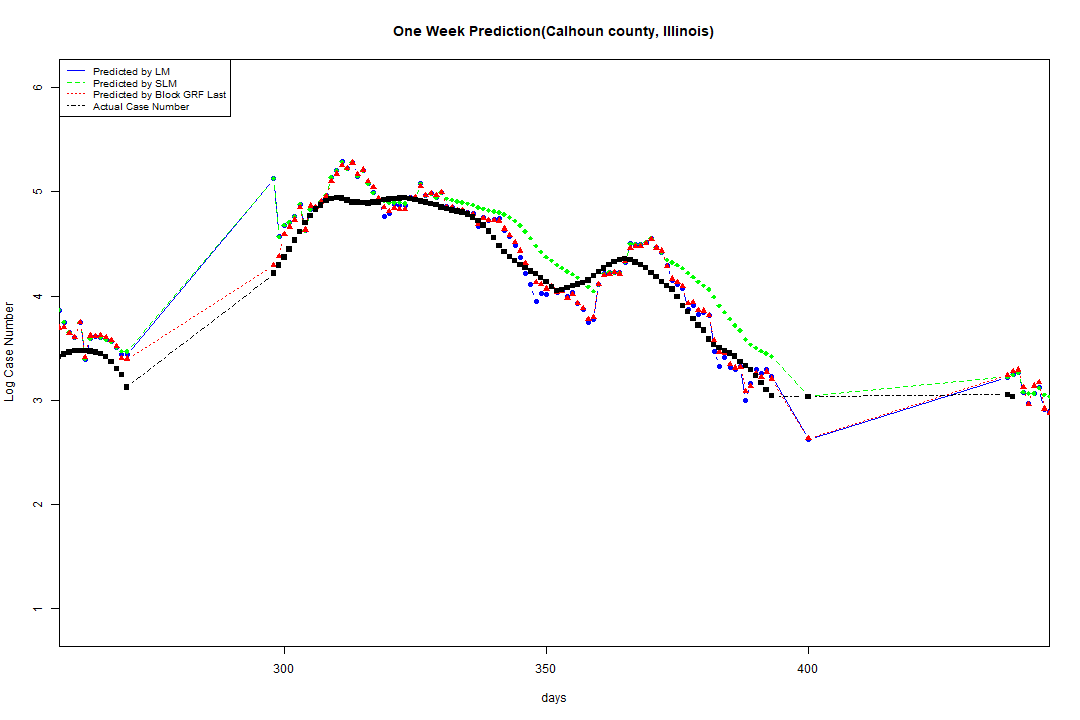 One Week Prediction(Calhoun county, Illinois)
Predicted by LM
Predicted by SLM
Predicted by Block GRF Last
Actual Case Number
6
5
4
3
2
1
Log Case Number
300
350
400
days